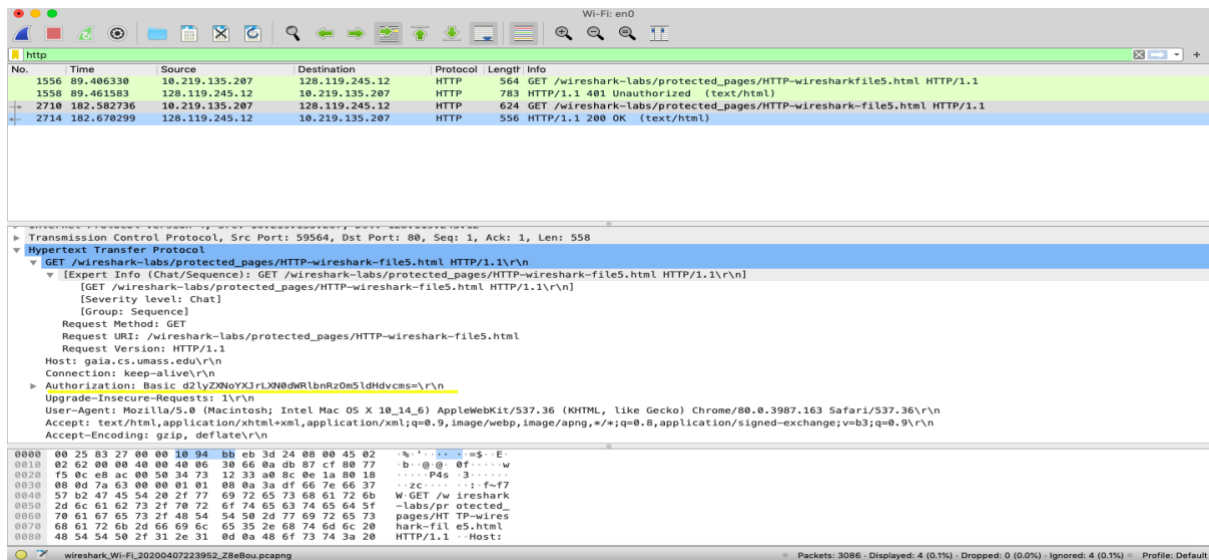 Wi-Fi: en0
http
No. Time Source Destination Protocol Length Info
1556 89.406330 10.219.135.207 128.119.245.12 HTTP 564 GET /wireshark-labs/protected_pages/HTTP-wiresharkfile5.html HTTP/1.1
1558 89.461583 128.119.245.12 10.219.135.207 HTTP 783 HTTP/1.1 401 Unauthorized (text/html)
2710 182.582736 10.219.135.207 128.119.245.12 HTTP 624 GET /wireshark-labs/protected_pages/HTTP-wireshark-file5.html HTTP/1.1
2714 182.670299 128.119.245.12 10.219.135.207 HTTP 556 HTTP/1.1 200 OK (text/html)
Transmission Control Protocol, Src Port: 59564, Dst Port: 80, Seq: 1, Ack: 1, Len: 558
Hypertext Transfer Protocol
GET /wireshark-labs/protected_pages/HTTP-wireshark-file5.html HTTP/1.1\r\n
[Expert Info (Chat/Sequence): GET /wireshark-labs/protected_pages/HTTP-wireshark-file5.html HTTP/1.1\r\n]
[GET /wireshark-labs/protected_pages/HTTP-wireshark-file5.html HTTP/1.1\r\n]
[Severity level: Chat]
[Group: Sequence]
Request Method: GET
Request URI: /wireshark-labs/protected_pages/HTTP-wireshark-file5.html
Request Version: HTTP/1.1
Host: gaia.cs.umass.edu\r\n
Connection: keep-alive\r\n
Authorization: Basic d2lyZXNoYXJrLXN0dWRlbnRzOm5ldHdvcms=\r\n
Upgrade-Insecure-Requests: 1\r\n
User-Agent: Mozilla/5.0 (Macintosh; Intel Mac OS X 10_14_6) AppleWebKit/537.36 (KHTML, like Gecko) Chrome/80.0.3987.163 Safari/537.36\r\n
Accept: text/html,application/xhtml+xml,application/xml;q=0.9,image/webp,image/apng,*/*;q=0.8,application/signed-exchange;v=b3;q=0.9\r\n
Accept-Encoding: gzip, deflate\r\n
0000 00 25 83 27 00 00 10 94 bb eb 3d 24 08 00 45 02 ·%·'·· ·· ··=$··E·
0010 02 62 00 00 40 00 40 06 30 66 0a db 87 cf 80 77 ·b··@·@· 0f·····w
0020 f5 0c e8 ac 00 50 34 73 12 33 a0 8c 0e 1a 80 18 ·····P4s ·3······
0030 08 0d 7a 63 00 00 01 01 08 0a 3a df 66 7e 66 37 ··zc···· ··:·f~f7
0040 57 b2 47 45 54 20 2f 77 69 72 65 73 68 61 72 6b W·GET /w ireshark
0050 2d 6c 61 62 73 2f 70 72 6f 74 65 63 74 65 64 5f -labs/pr otected_
0060 70 61 67 65 73 2f 48 54 54 50 2d 77 69 72 65 73 pages/HT TP-wires
0070 68 61 72 6b 2d 66 69 6c 65 35 2e 68 74 6d 6c 20 hark-fil e5.html
0080 48 54 54 50 2f 31 2e 31 0d 0a 48 6f 73 74 3a 20 HTTP/1.1 ··Host:
wireshark_Wi-Fi_20200407223952_Z8eBou.pcapng Packets: 3086 · Displayed: 4 (0.1%) · Dropped: 0 (0.0%) · Ignored: 4 (0.1%) Profile: Default